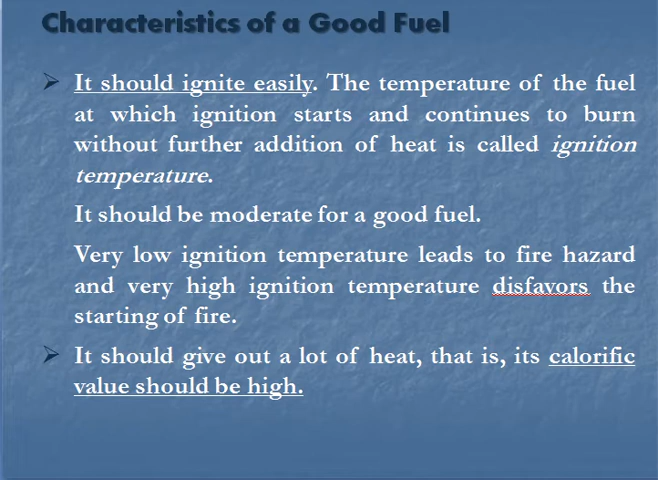 Characteristics of a Good Fuel
It should ignite easily. The temperature of the fuel
at which ignition starts and continues to burn
without further addition of heat is called ignition
temperature.
It should be moderate for a good fuel.
Very low ignition temperature leads to fire hazard
and very high ignition temperature disfavors the
starting of fire.
It should give out a lot of heat, that is, its calorific
value should be high.